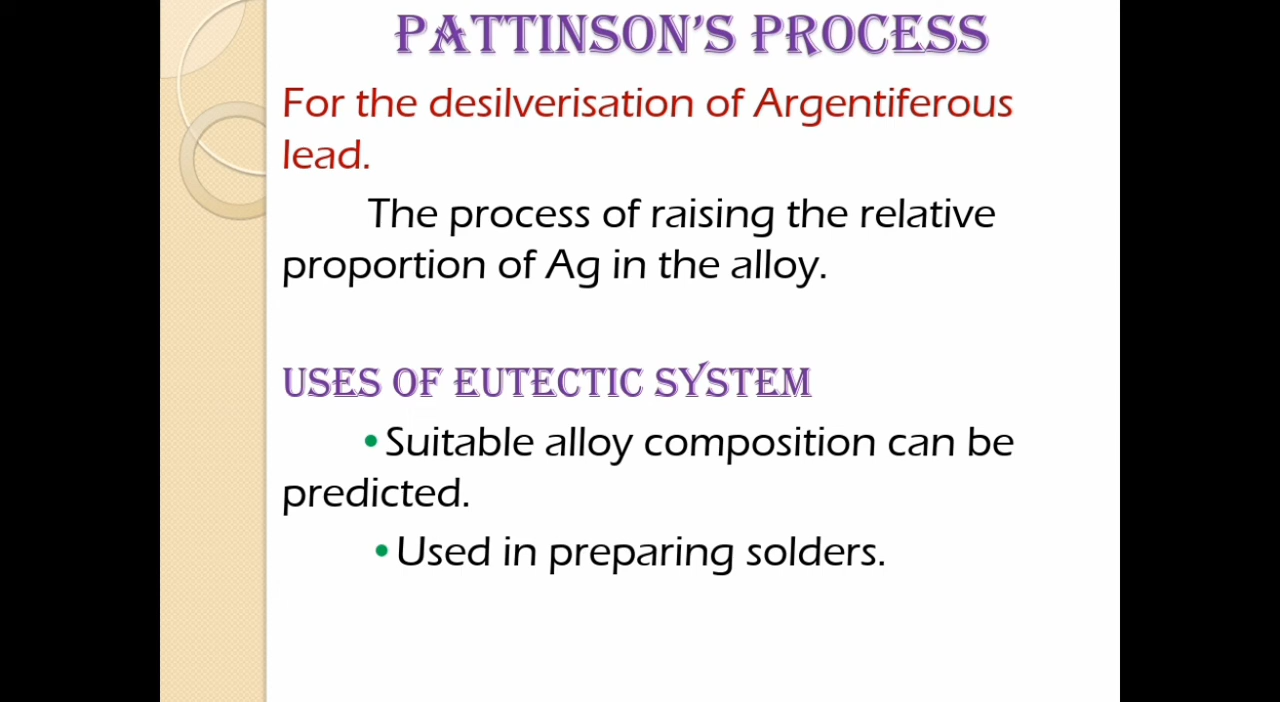 PATTINSON'S PROCESS
For the desilverisation of Argentiferous
lead.
The process of raising the relative
proportion of Ag in the alloy.
USES OF EUTECTIC SYSTEM
•Suitable alloy composition can be
predicted.
•Used in preparing solders.